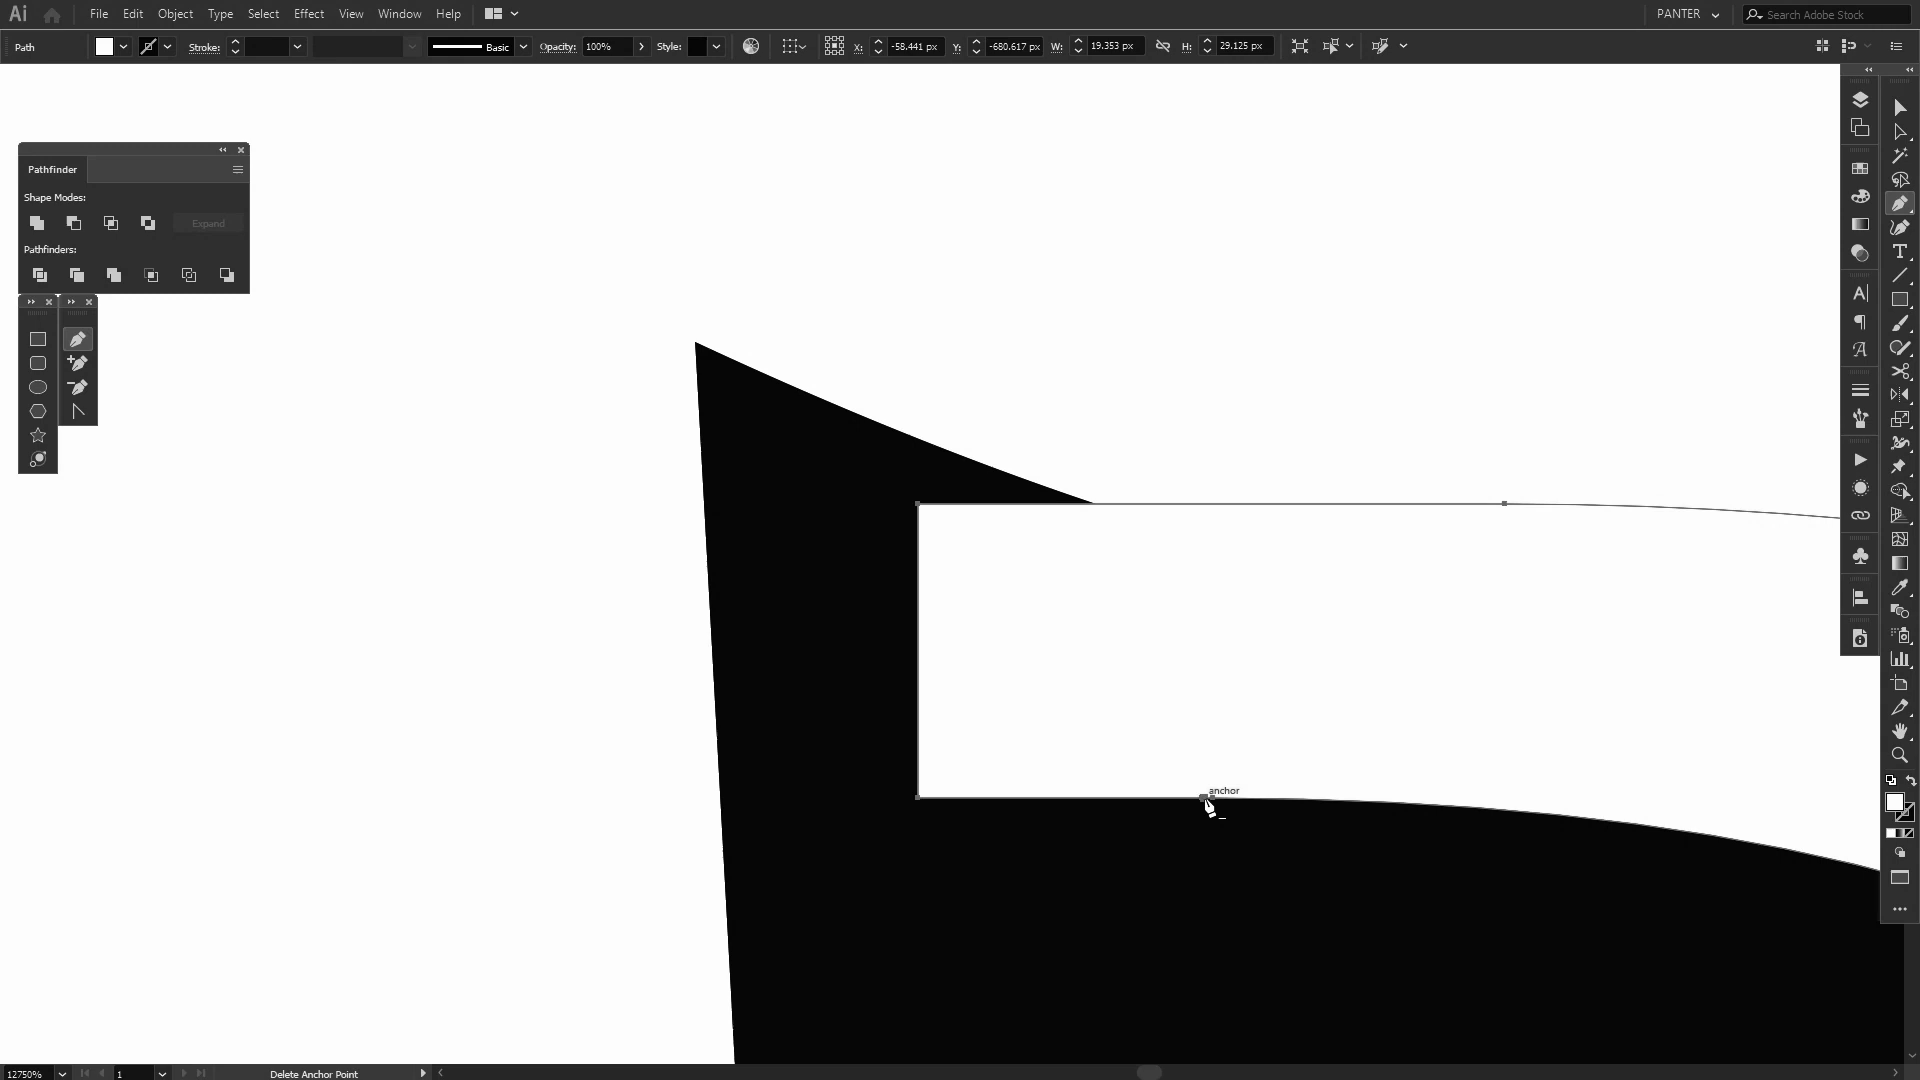 Ai File Edit Object Type Select Effect View Window Help PANTER Search Adobe Stock
Path Stroke: Basic Opacity: 100% Style: X: -58.441 px Y: -680.617 px W: 19.353 px H: 29.125 px
Pathfinder
Shape Modes:
Expand
Pathfinders:
anchor
12750% 1 Delete Anchor Point